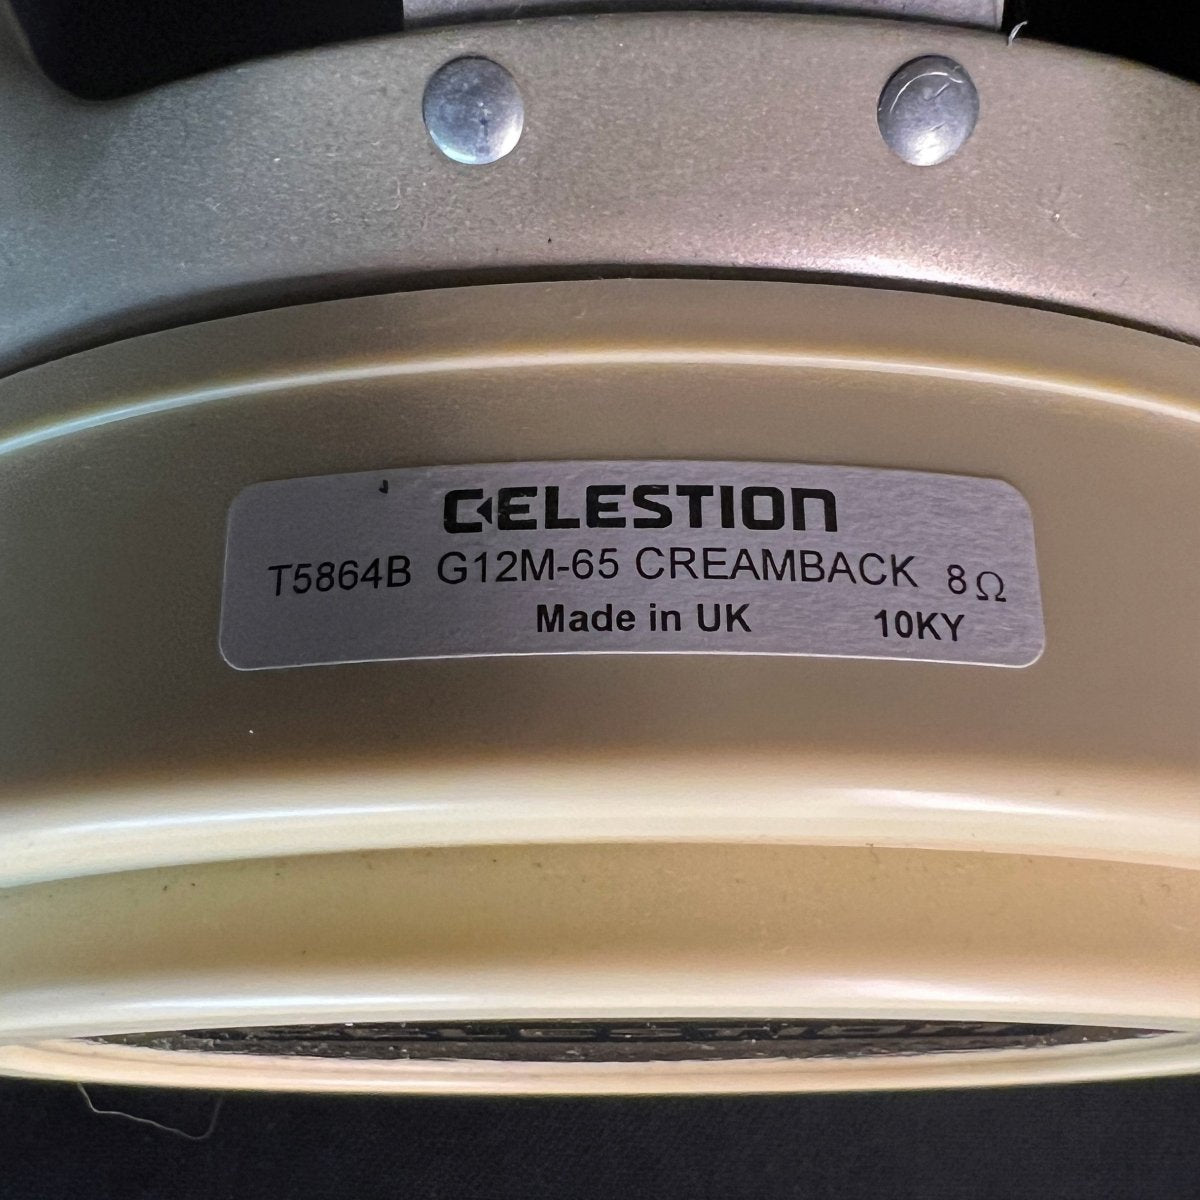 CELESTION
T5864B G12M-65 CREAMBACK 8Ω
Made in UK 10KY